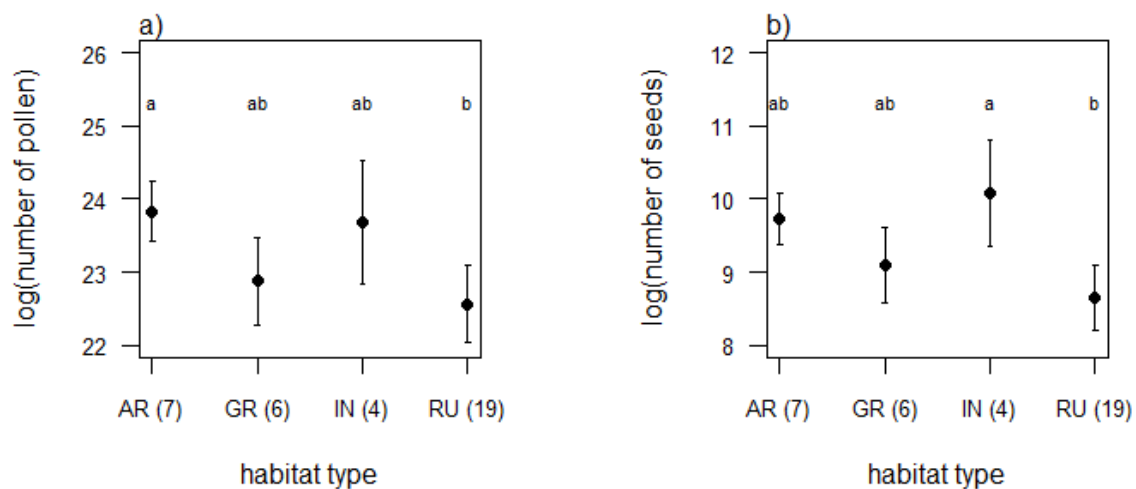 a)
log(number of pollen)
26
25
24
23
22
a ab ab b
AR (7) GR (6) IN (4) RU (19)
habitat type
b)
log(number of seeds)
12
11
10
9
8
ab ab a b
AR (7) GR (6) IN (4) RU (19)
habitat type